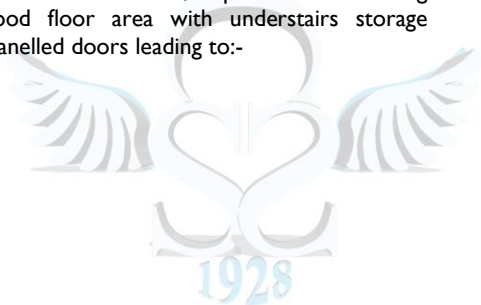 ood floor area with understairs storage
anelled doors leading to:-
1928